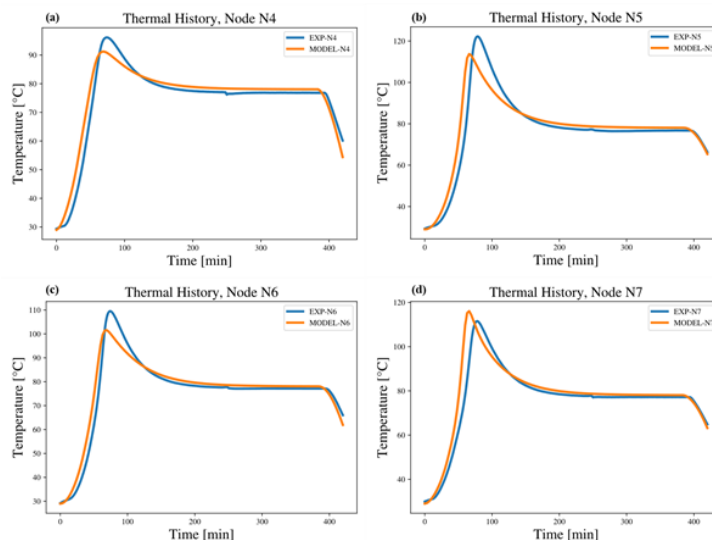 (a)
Thermal History, Node N4
EXP-N4
MODEL-N4
Temperature [°C]
90
80
70
60
50
40
30
0
100
200
300
400
Time [min]
(b)
Thermal History, Node N5
EXP-N5
MODEL-N5
Temperature [°C]
120
100
80
60
40
0
100
200
300
400
Time [min]
(c)
Thermal History, Node N6
EXP-N6
MODEL-N6
Temperature [°C]
110
100
90
80
70
60
50
40
30
0
100
200
300
400
Time [min]
(d)
Thermal History, Node N7
EXP-N7
MODEL-N7
Temperature [°C]
120
100
80
60
40
0
100
200
300
400
Time [min]